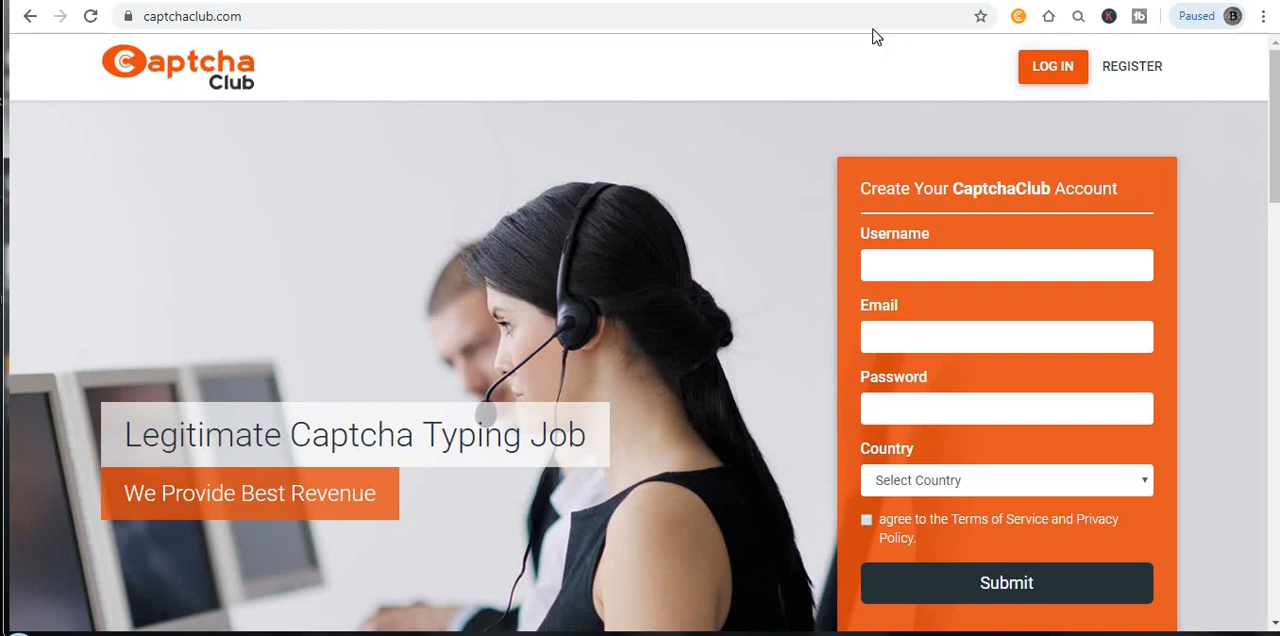 captchaclub.com
Paused
Captcha
Club
LOG IN
REGISTER
Create Your CaptchaClub Account
Username
Email
Password
Country
Select Country
agree to the Terms of Service and Privacy
Policy.
Submit
Legitimate Captcha Typing Job
We Provide Best Revenue